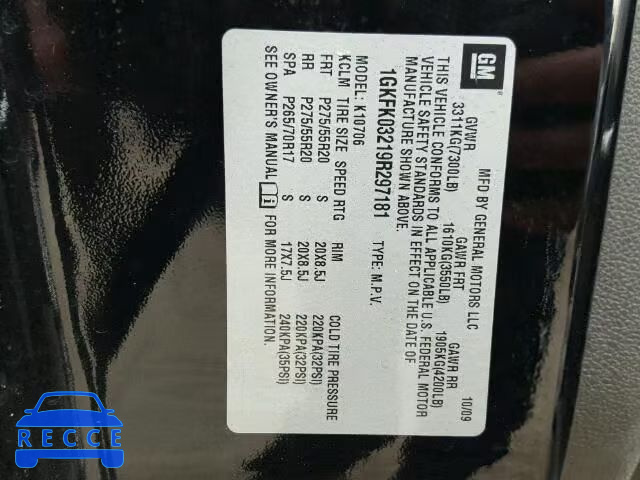 GM
MFD BY GENERAL MOTORS LLC
10/09
GVWR GAWR FRT GAWR RR
3311KG(7300LB) 1610KG(3550LB) 1905KG(4200LB)
THIS VEHICLE CONFORMS TO ALL APPLICABLE U.S. FEDERAL MOTOR
VEHICLE SAFETY STANDARDS IN EFFECT ON THE DATE OF
MANUFACTURE SHOWN ABOVE.
1GKFK03219R297181 TYPE: M.P.V.
MODEL: K10706
KCLM TIRE SIZE SPEED RTG RIM COLD TIRE PRESSURE
FRT P275/55R20 S 20X8.5J 220KPA(32PSI)
RR P275/55R20 S 20X8.5J 220KPA(32PSI)
SPA P265/70R17 S 17X7.5J 240KPA(35PSI)
SEE OWNER'S MANUAL i FOR MORE INFORMATION.
RECCE